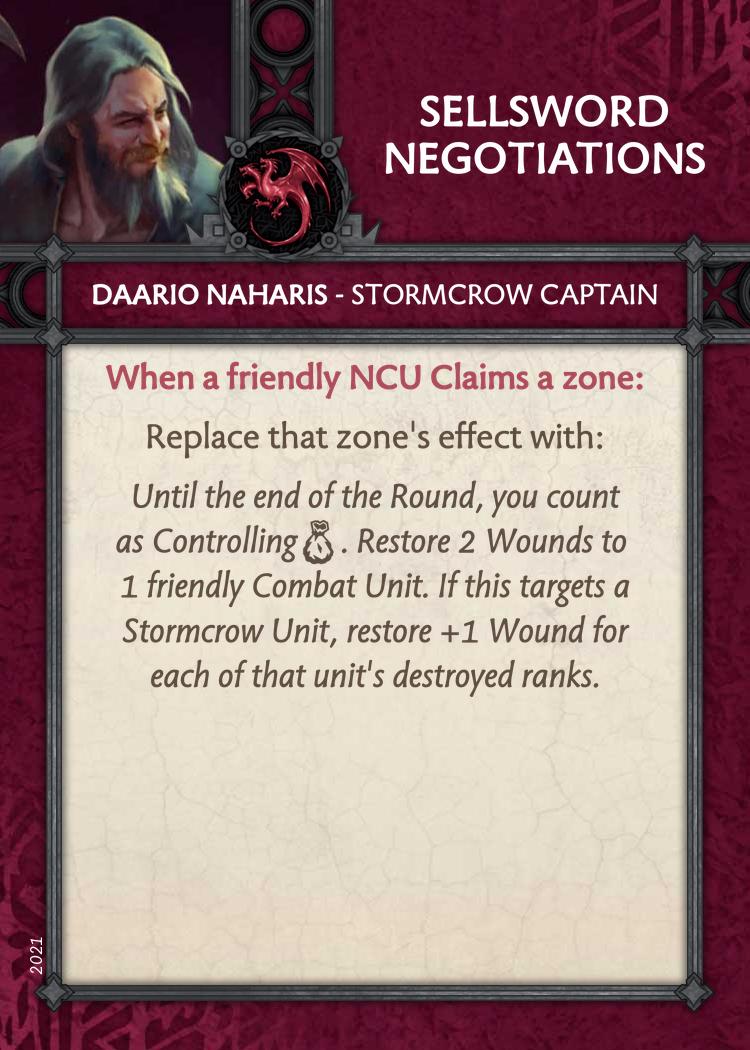 SELLSWORD
NEGOTIATIONS
DAARIO NAHARIS - STORMCROW CAPTAIN
When a friendly NCU Claims a zone:
Replace that zone's effect with:
Until the end of the Round, you count
as Controlling . Restore 2 Wounds to
1 friendly Combat Unit. If this targets a
Stormcrow Unit, restore +1 Wound for
each of that unit's destroyed ranks.
2021